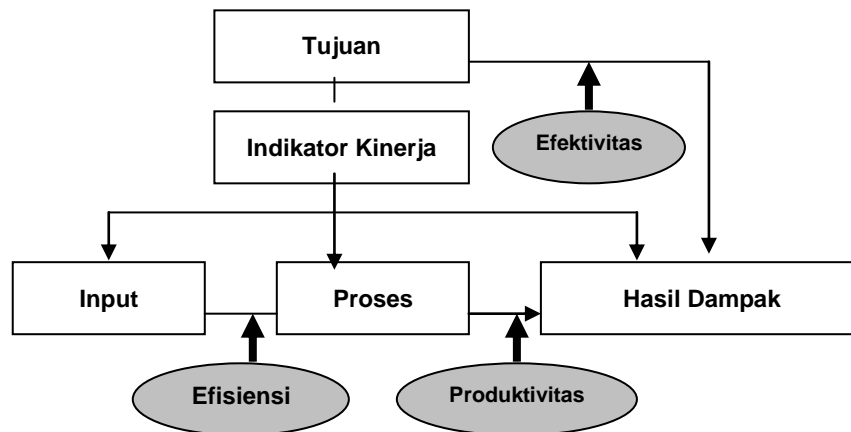 Tujuan
Indikator Kinerja
Efektivitas
Input
Proses
Hasil Dampak
Efisiensi
Produktivitas